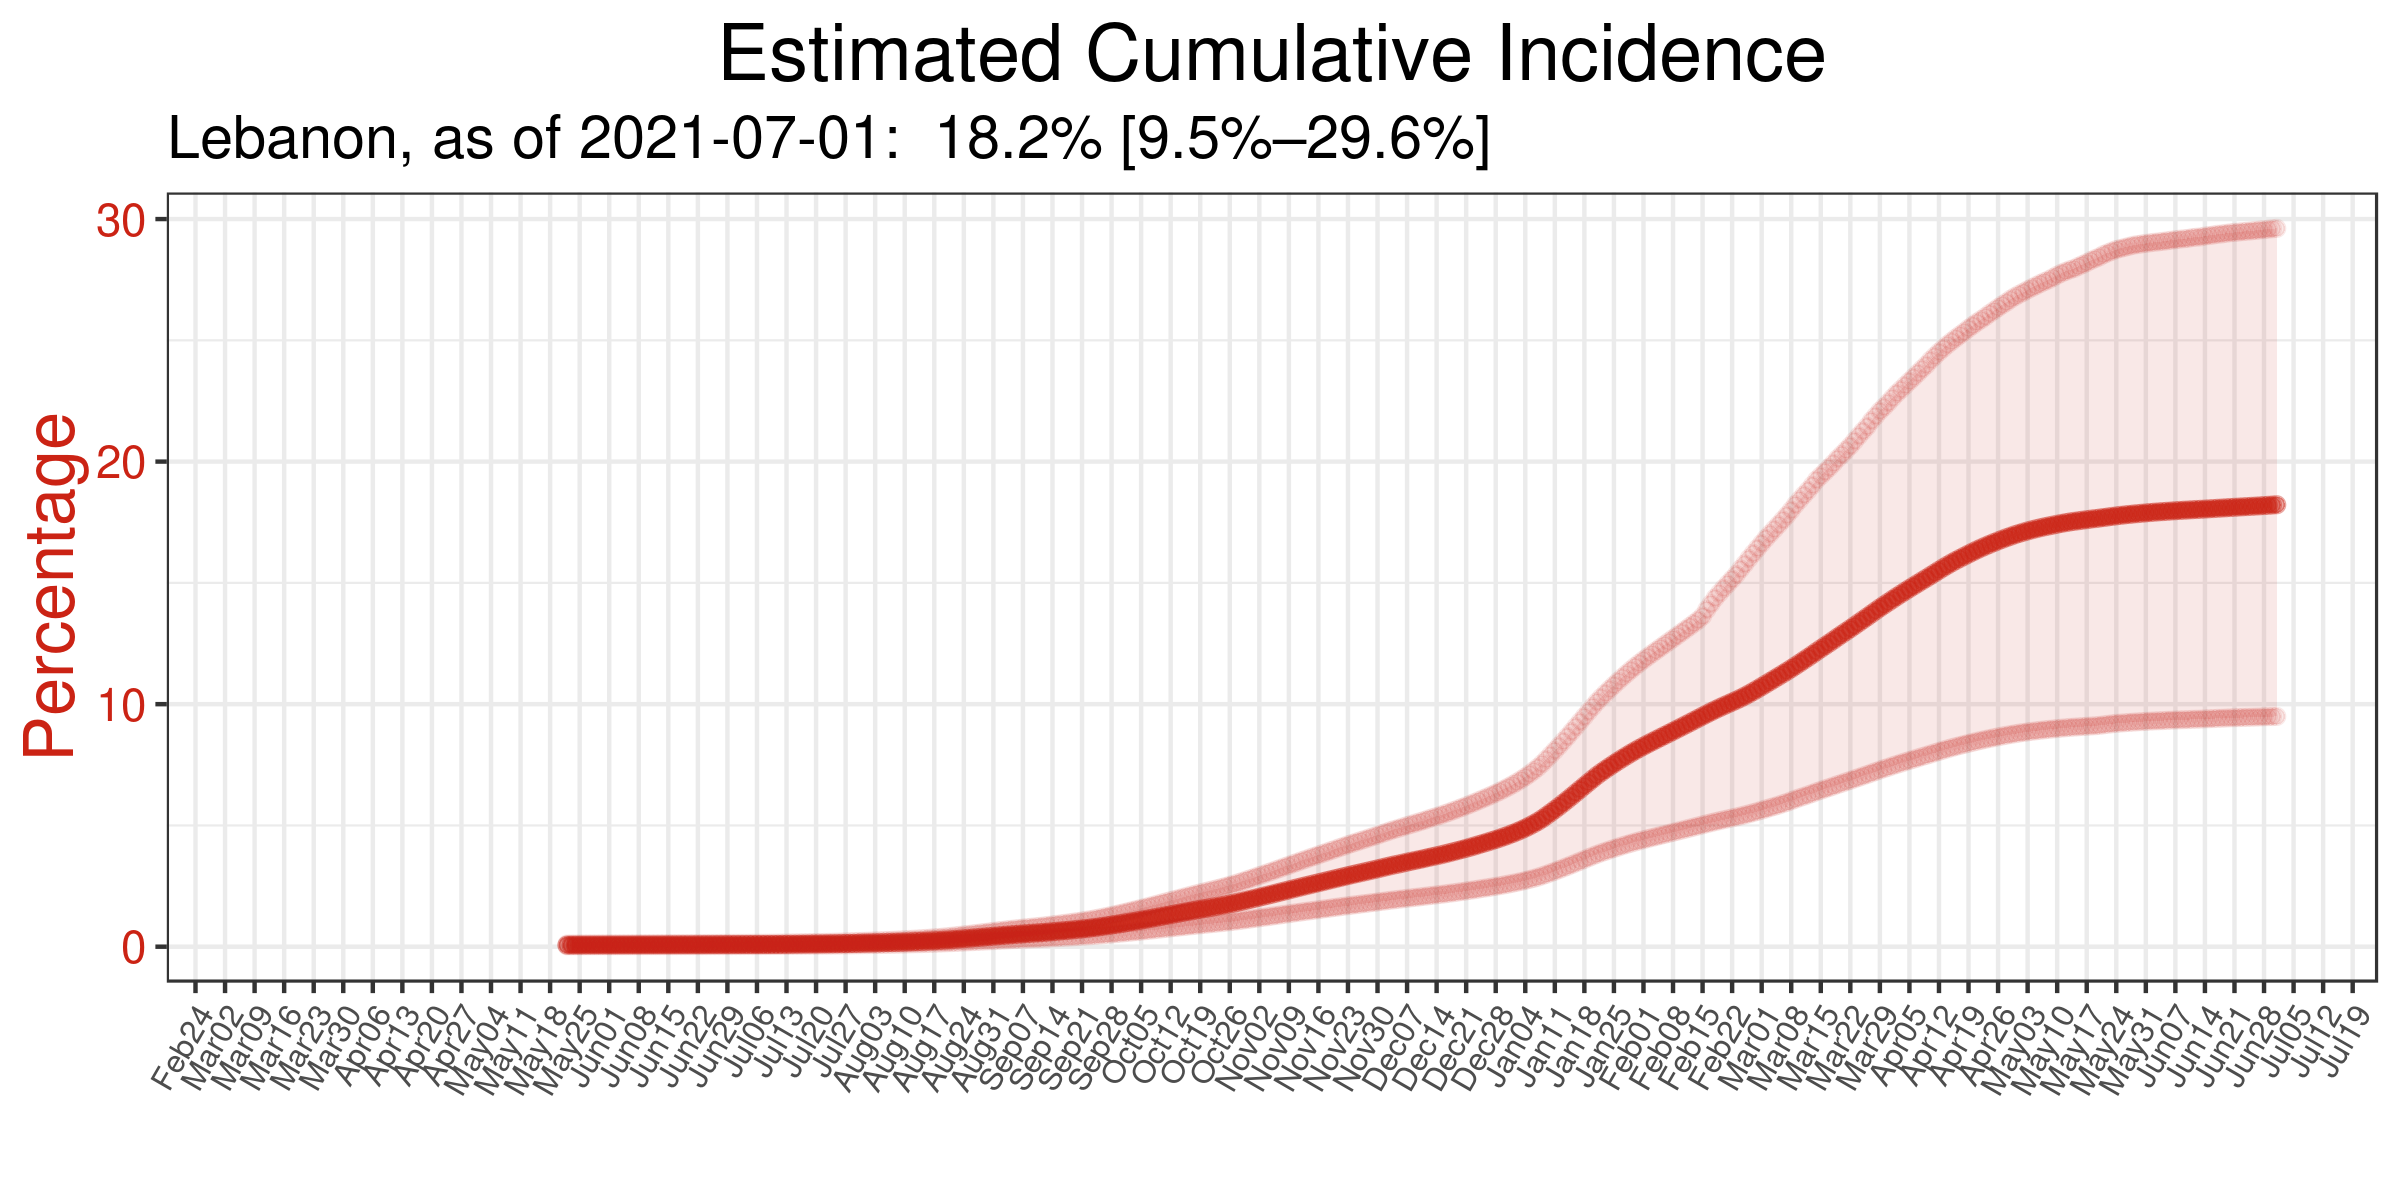 Estimated Cumulative Incidence
Lebanon, as of 2021-07-01:  18.2% [9.5%–29.6%]
Percentage
30
20
10
0
Feb24
Mar02
Mar09
Mar16
Mar23
Mar30
Apr06
Apr13
Apr20
Apr27
May04
May11
May18
May25
Jun01
Jun08
Jun15
Jun22
Jun29
Jul06
Jul13
Jul20
Jul27
Aug03
Aug10
Aug17
Aug24
Aug31
Sep07
Sep14
Sep21
Sep28
Oct05
Oct12
Oct19
Oct26
Nov02
Nov09
Nov16
Nov23
Nov30
Dec07
Dec14
Dec21
Dec28
Jan04
Jan11
Jan18
Jan25
Feb01
Feb08
Feb15
Feb22
Mar01
Mar08
Mar15
Mar22
Mar29
Apr05
Apr12
Apr19
Apr26
May03
May10
May17
May24
May31
Jun07
Jun14
Jun21
Jun28
Jul05
Jul12
Jul19